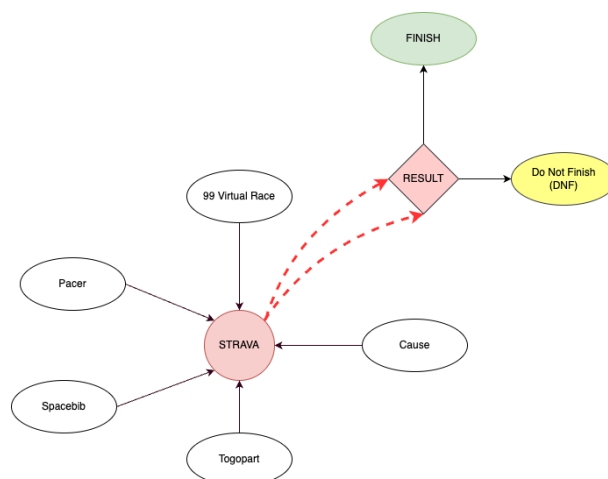 FINISH
RESULT
Do Not Finish
(DNF)
99 Virtual Race
Pacer
STRAVA
Cause
Spacebib
Togopart